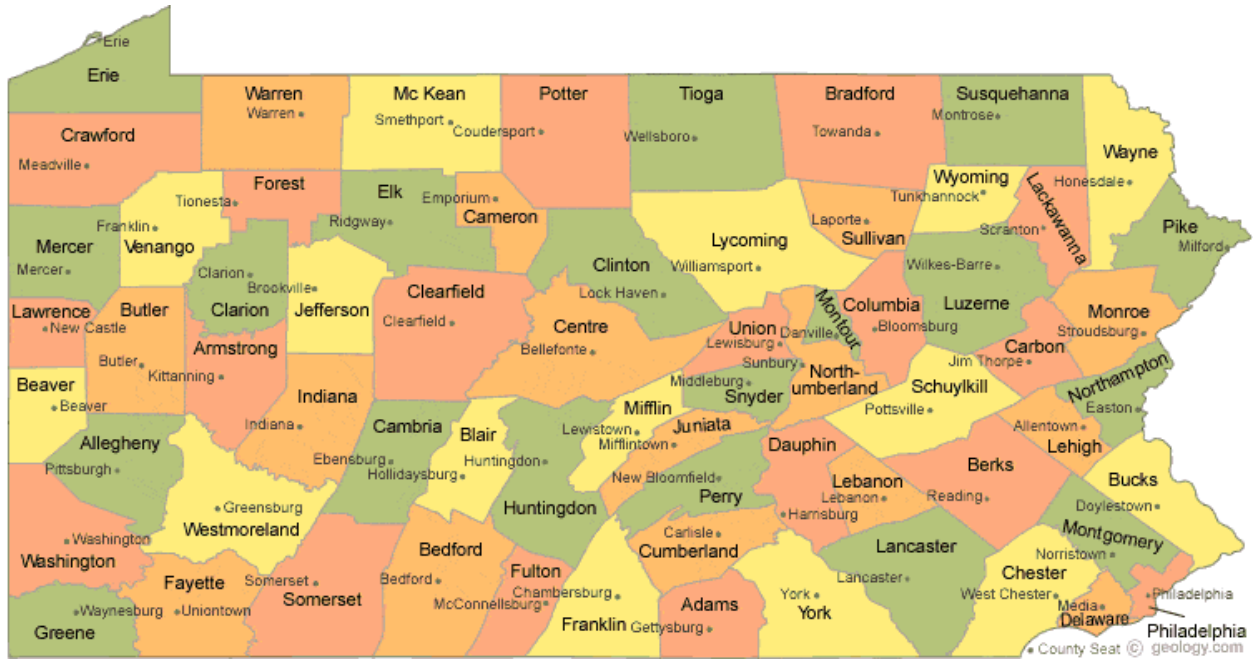 Erie
Erie
Warren
Warren
Mc Kean
Smethport
Potter
Coudersport
Tioga
Wellsboro
Bradford
Towanda
Susquehanna
Montrose
Crawford
Meadville
Wayne
Honesdale
Forest
Tionesta
Elk
Ridgway
Emporium
Cameron
Wyoming
Tunkhannock
Lackawanna
Scranton
Pike
Milford
Franklin
Venango
Mercer
Mercer
Clarion
Clarion
Brookville
Jefferson
Clearfield
Clearfield
Clinton
Lock Haven
Lycoming
Williamsport
Laporte
Sullivan
Wilkes-Barre
Luzerne
Lawrence
New Castle
Butler
Butler
Armstrong
Kittanning
Centre
Bellefonte
Union
Lewisburg
Montour
Danville
Columbia
Bloomsburg
Monroe
Stroudsburg
Carbon
Jim Thorpe
Beaver
Beaver
Indiana
Indiana
Sunbury
North-
umberland
Middleburg
Snyder
Schuylkill
Pottsville
Northampton
Easton
Allegheny
Pittsburgh
Cambria
Ebensburg
Blair
Hollidaysburg
Huntingdon
Huntingdon
Mifflin
Lewistown
Juniata
Mifflintown
Dauphin
Harrisburg
Allentown
Lehigh
New Bloomfield
Perry
Lebanon
Lebanon
Berks
Reading
Bucks
Doylestown
Greensburg
Westmoreland
Washington
Washington
Bedford
Bedford
Carlisle
Cumberland
Lancaster
Lancaster
Montgomery
Norristown
Fayette
Uniontown
Somerset
Somerset
Fulton
McConnellsburg
Chambersburg
Franklin
Adams
Gettysburg
York
York
Chester
West Chester
Media
Delaware
Philadelphia
Philadelphia
Waynesburg
Greene
• County Seat © geology.com